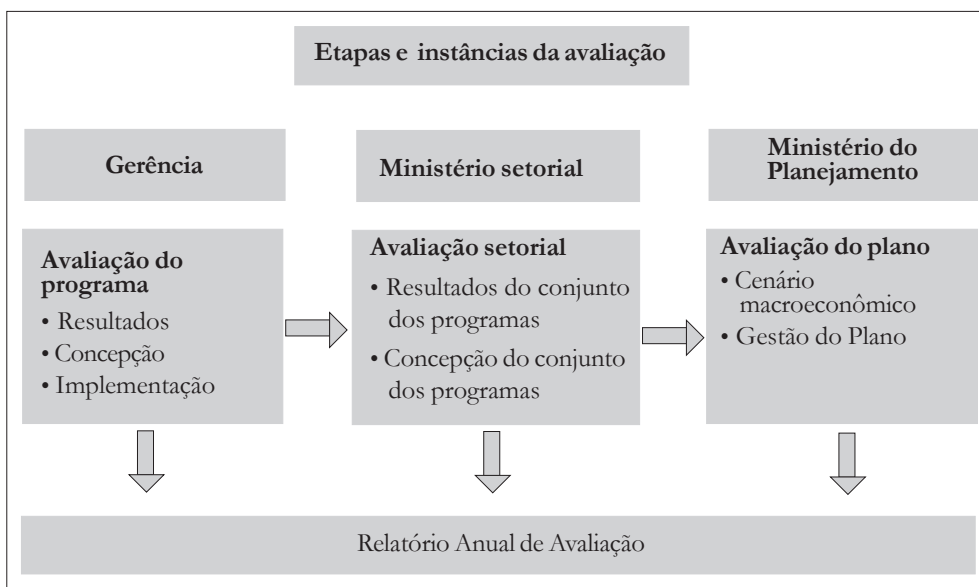 Etapas e instâncias da avaliação
Gerência
Ministério setorial
Ministério do
Planejamento
Avaliação do
programa
• Resultados
• Concepção
• Implementação
Avaliação setorial
• Resultados do conjunto
dos programas
• Concepção do conjunto
dos programas
Avaliação do plano
• Cenário
macroeconômico
• Gestão do Plano
Relatório Anual de Avaliação